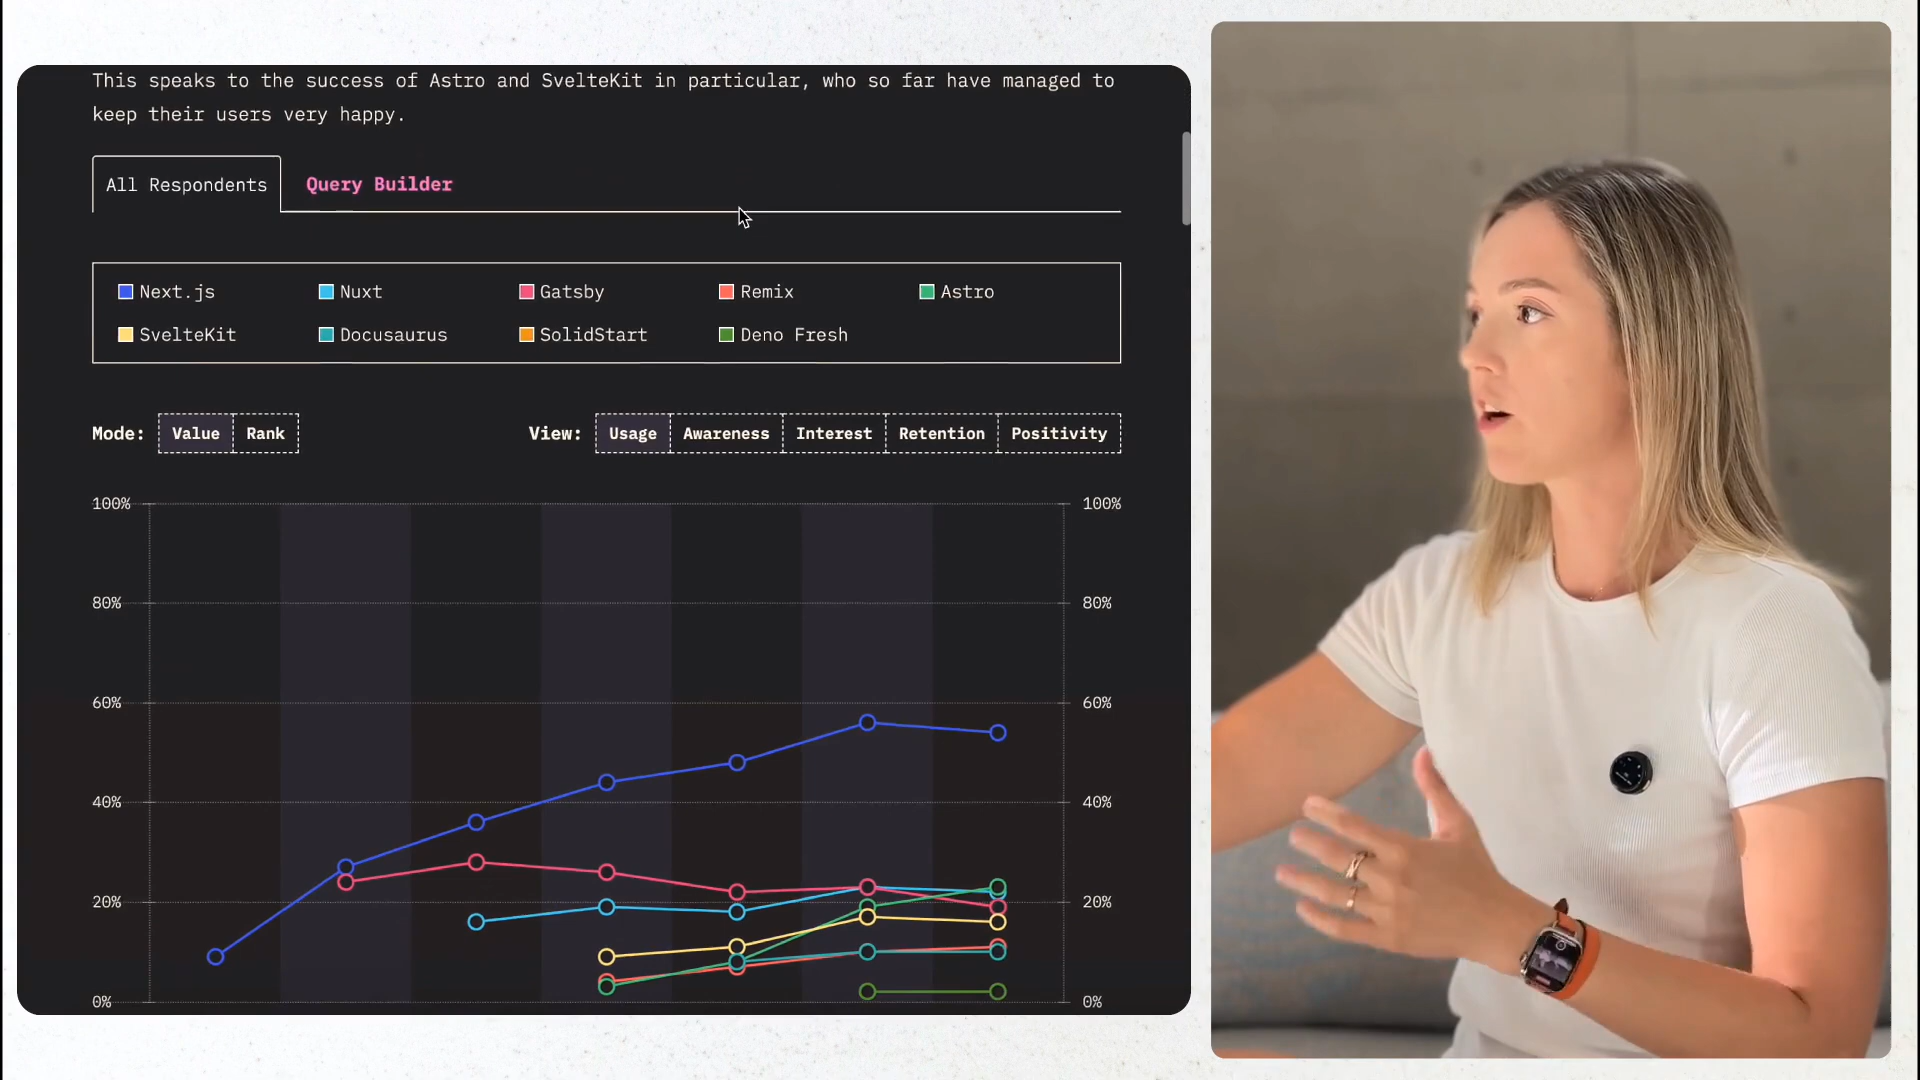 This speaks to the success of Astro and SvelteKit in particular, who so far have managed to
keep their users very happy.
All Respondents Query Builder
Next.js Nuxt Gatsby Remix Astro
SvelteKit Docusaurus SolidStart Deno Fresh
Mode: Value Rank View: Usage Awareness Interest Retention Positivity
100% 100%
80% 80%
60% 60%
40% 40%
20% 20%
0% 0%